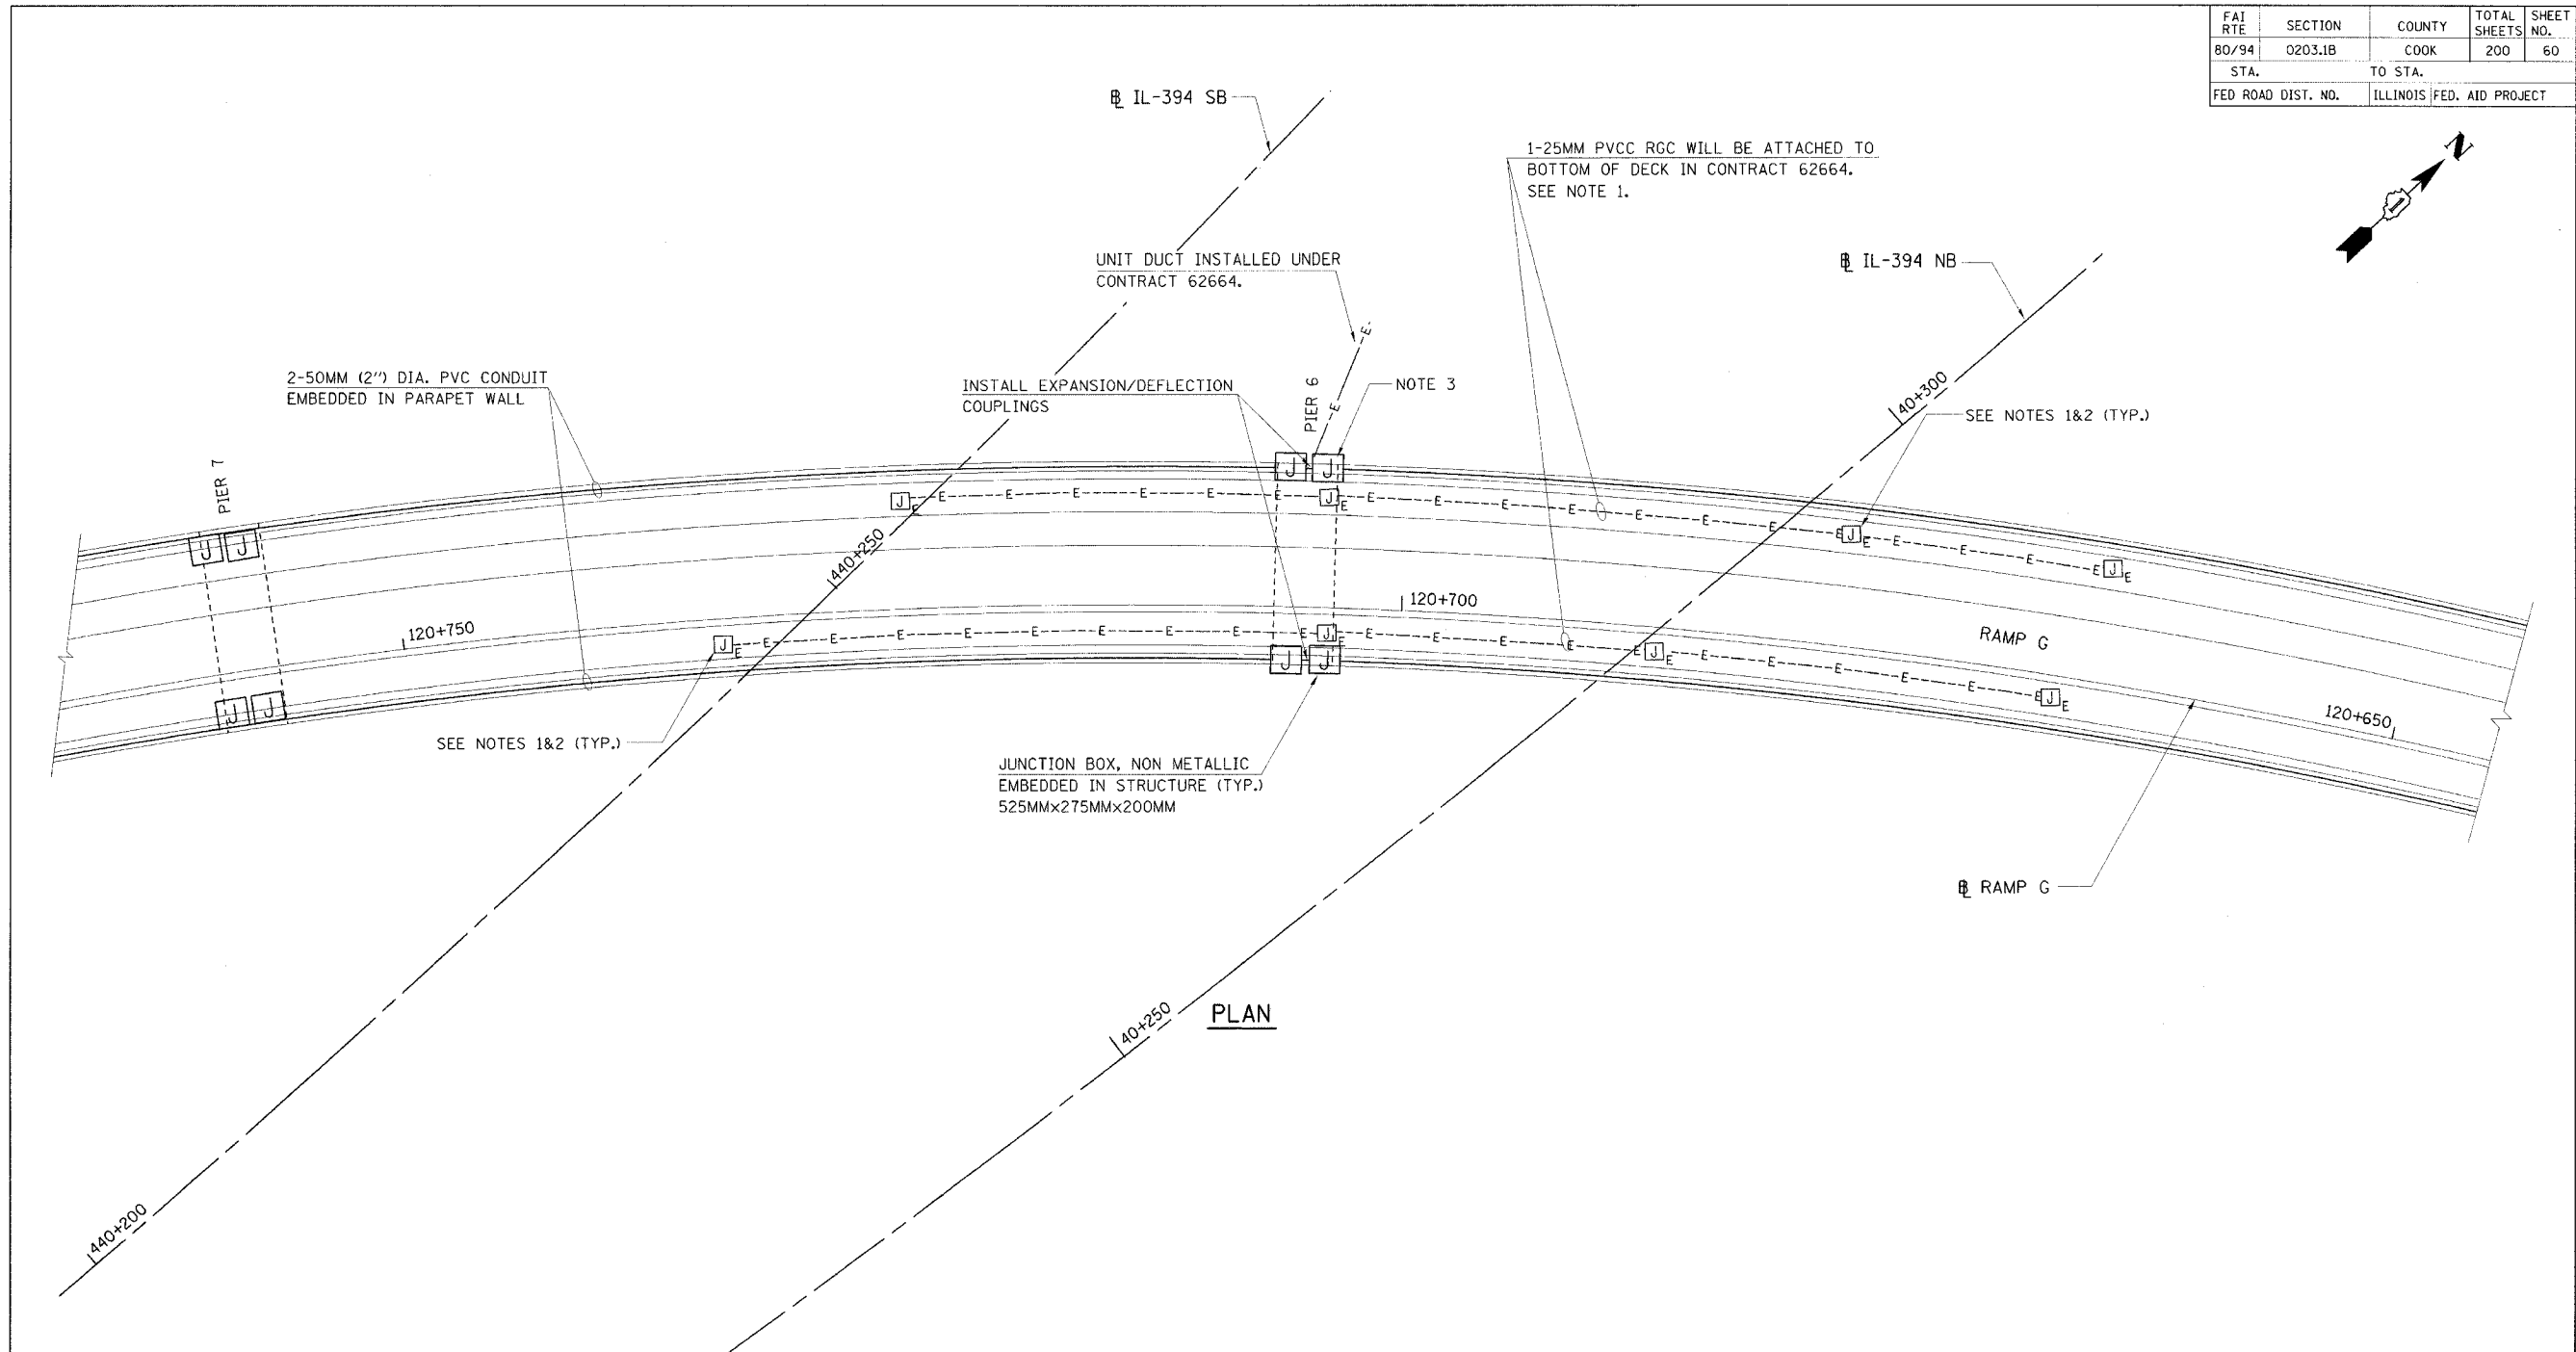 FAI RTE SECTION COUNTY TOTAL SHEETS SHEET NO.
80/94 0203.1B COOK 200 60
STA. TO STA.
FED ROAD DIST. NO. ILLINOIS FED. AID PROJECT
℄ IL-394 SB
1-25MM PVCC RGC WILL BE ATTACHED TO
BOTTOM OF DECK IN CONTRACT 62664.
SEE NOTE 1.
N
UNIT DUCT INSTALLED UNDER
CONTRACT 62664.
℄ IL-394 NB
2-50MM (2") DIA. PVC CONDUIT
EMBEDDED IN PARAPET WALL
INSTALL EXPANSION/DEFLECTION
COUPLINGS
PIER 6
NOTE 3
40+300
SEE NOTES 1&2 (TYP.)
PIER 7
J J
J J
J E E E E E E E J E E E E E E E E E J E E E E E J E
440+250
120+750
120+700
RAMP G
J E E E E E E E E E E J E E E E E E J E E E E E E E J E
J J
J J
120+650
SEE NOTES 1&2 (TYP.)
JUNCTION BOX, NON METALLIC
EMBEDDED IN STRUCTURE (TYP.)
525MMx275MMx200MM
℄ RAMP G
40+250
PLAN
440+200